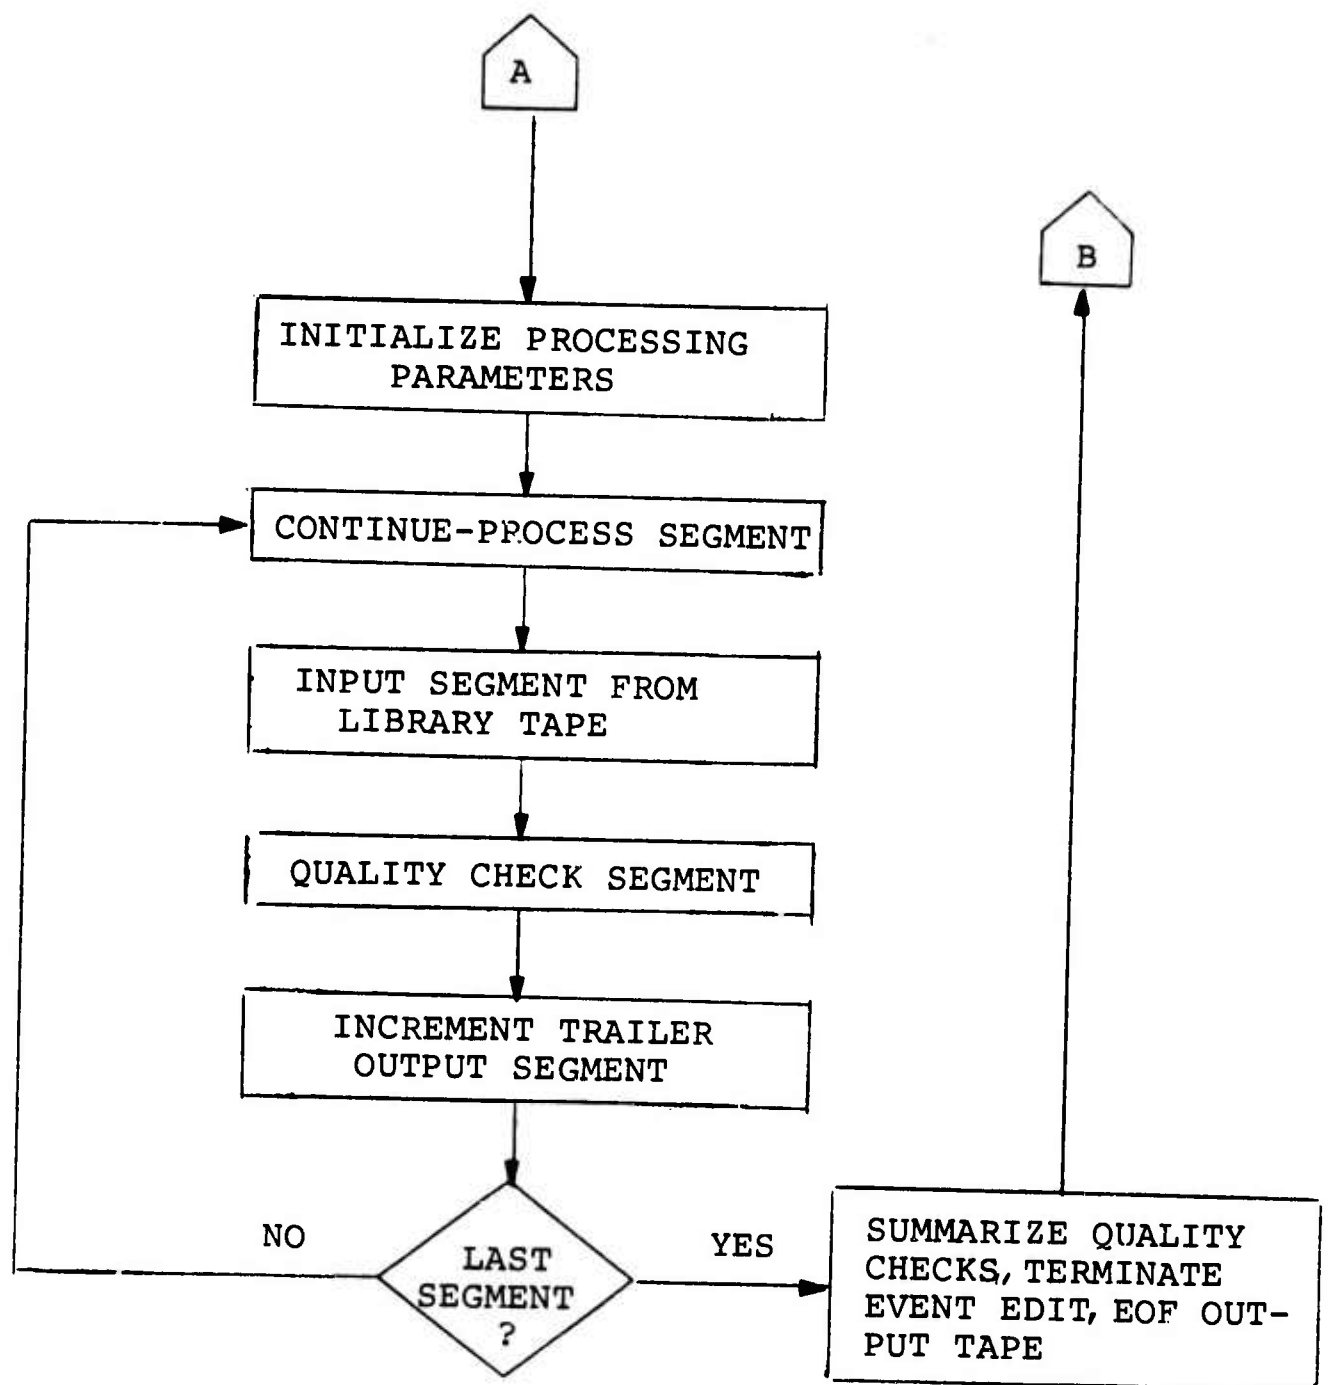 A
B
INITIALIZE PROCESSING
PARAMETERS
CONTINUE-PROCESS SEGMENT
INPUT SEGMENT FROM
LIBRARY TAPE
QUALITY CHECK SEGMENT
INCREMENT TRAILER
OUTPUT SEGMENT
NO
LAST
SEGMENT
?
YES
SUMMARIZE QUALITY
CHECKS, TERMINATE
EVENT EDIT, EOF OUT-
PUT TAPE